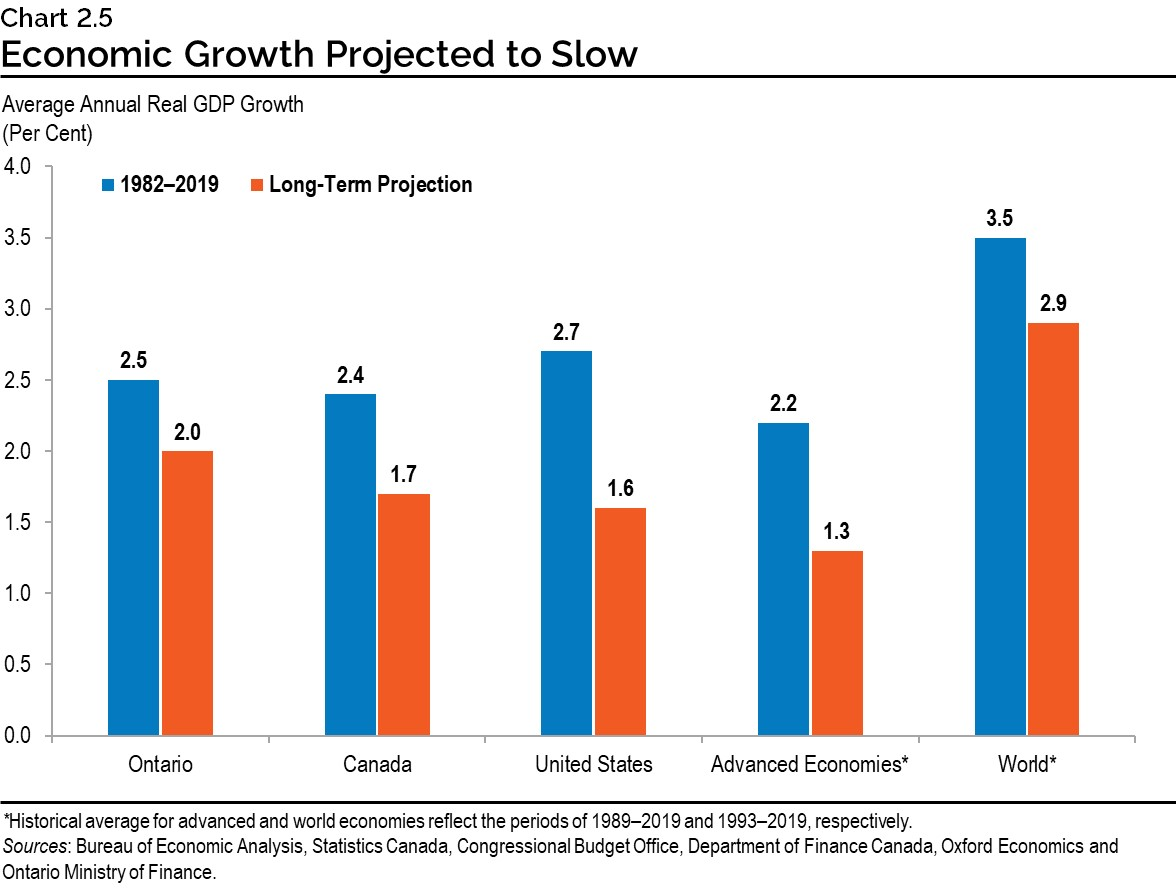 Chart 2.5
Economic Growth Projected to Slow
Average Annual Real GDP Growth
(Per Cent)
4.0
3.5
3.0
2.5
2.0
1.5
1.0
0.5
0.0
1982–2019
Long-Term Projection
2.5
2.0
2.4
1.7
2.7
1.6
2.2
1.3
3.5
2.9
Ontario
Canada
United States
Advanced Economies*
World*
*Historical average for advanced and world economies reflect the periods of 1989–2019 and 1993–2019, respectively.
Sources: Bureau of Economic Analysis, Statistics Canada, Congressional Budget Office, Department of Finance Canada, Oxford Economics and
Ontario Ministry of Finance.